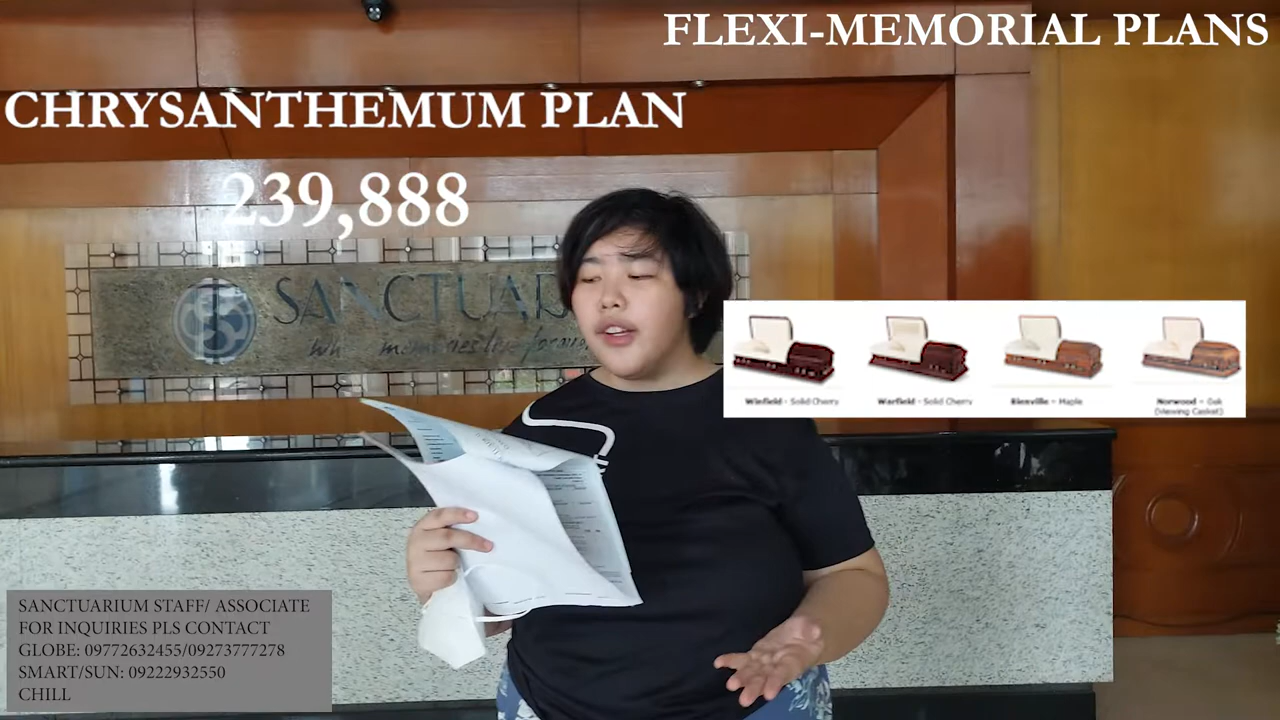 FLEXI-MEMORIAL PLANS
CHRYSANTHEMUM PLAN
239,888
SANCTUAR
Winfield - Solid Cherry
Warfield - Solid Cherry
Bienville - Maple
Norwood - Oak
(Viewing Casket)
SANCTUARIUM STAFF/ ASSOCIATE
FOR INQUIRIES PLS CONTACT
GLOBE: 09772632455/09273777278
SMART/SUN: 09222932550
CHILL